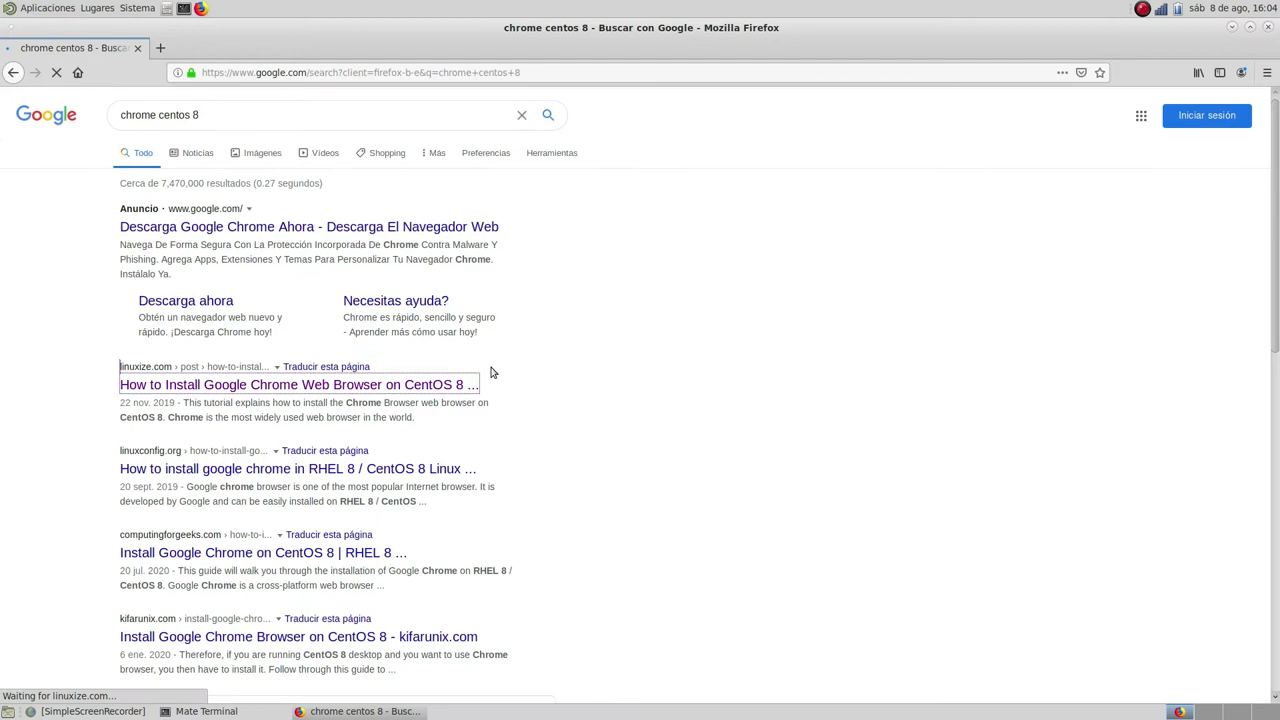 Aplicaciones Lugares Sistema
sáb 8 de ago, 16:04
chrome centos 8 - Buscar con Google - Mozilla Firefox
chrome centos 8 - Buscar
https://www.google.com/search?client=firefox-b-e&q=chrome+centos+8
Google
chrome centos 8
Iniciar sesión
Todo Noticias Imágenes Vídeos Shopping Más Preferencias Herramientas
Cerca de 7,470,000 resultados (0.27 segundos)
Anuncio · www.google.com/
Descarga Google Chrome Ahora - Descarga El Navegador Web
Navega De Forma Segura Con La Protección Incorporada De Chrome Contra Malware Y
Phishing. Agrega Apps, Extensiones Y Temas Para Personalizar Tu Navegador Chrome.
Instálalo Ya.
Descarga ahora
Obtén un navegador web nuevo y
rápido. ¡Descarga Chrome hoy!
Necesitas ayuda?
Chrome es rápido, sencillo y seguro
- Aprender más cómo usar hoy!
linuxize.com › post › how-to-instal... Traducir esta página
How to Install Google Chrome Web Browser on CentOS 8 ...
22 nov. 2019 - This tutorial explains how to install the Chrome Browser web browser on
CentOS 8. Chrome is the most widely used web browser in the world.
linuxconfig.org › how-to-install-go... Traducir esta página
How to install google chrome in RHEL 8 / CentOS 8 Linux ...
20 sept. 2019 - Google chrome browser is one of the most popular Internet browser. It is
developed by Google and can be easily installed on RHEL 8 / CentOS ...
computingforgeeks.com › how-to-i... Traducir esta página
Install Google Chrome on CentOS 8 | RHEL 8 ...
20 jul. 2020 - This guide will walk you through the installation of Google Chrome on RHEL 8 /
CentOS 8. Google Chrome is a cross-platform web browser ...
kifarunix.com › install-google-chro... Traducir esta página
Install Google Chrome Browser on CentOS 8 - kifarunix.com
6 ene. 2020 - Therefore, if you are running CentOS 8 desktop and you want to use Chrome
browser, you then have to install it. Follow through this guide to ...
Waiting for linuxize.com...
[SimpleScreenRecorder] Mate Terminal chrome centos 8 - Busc...